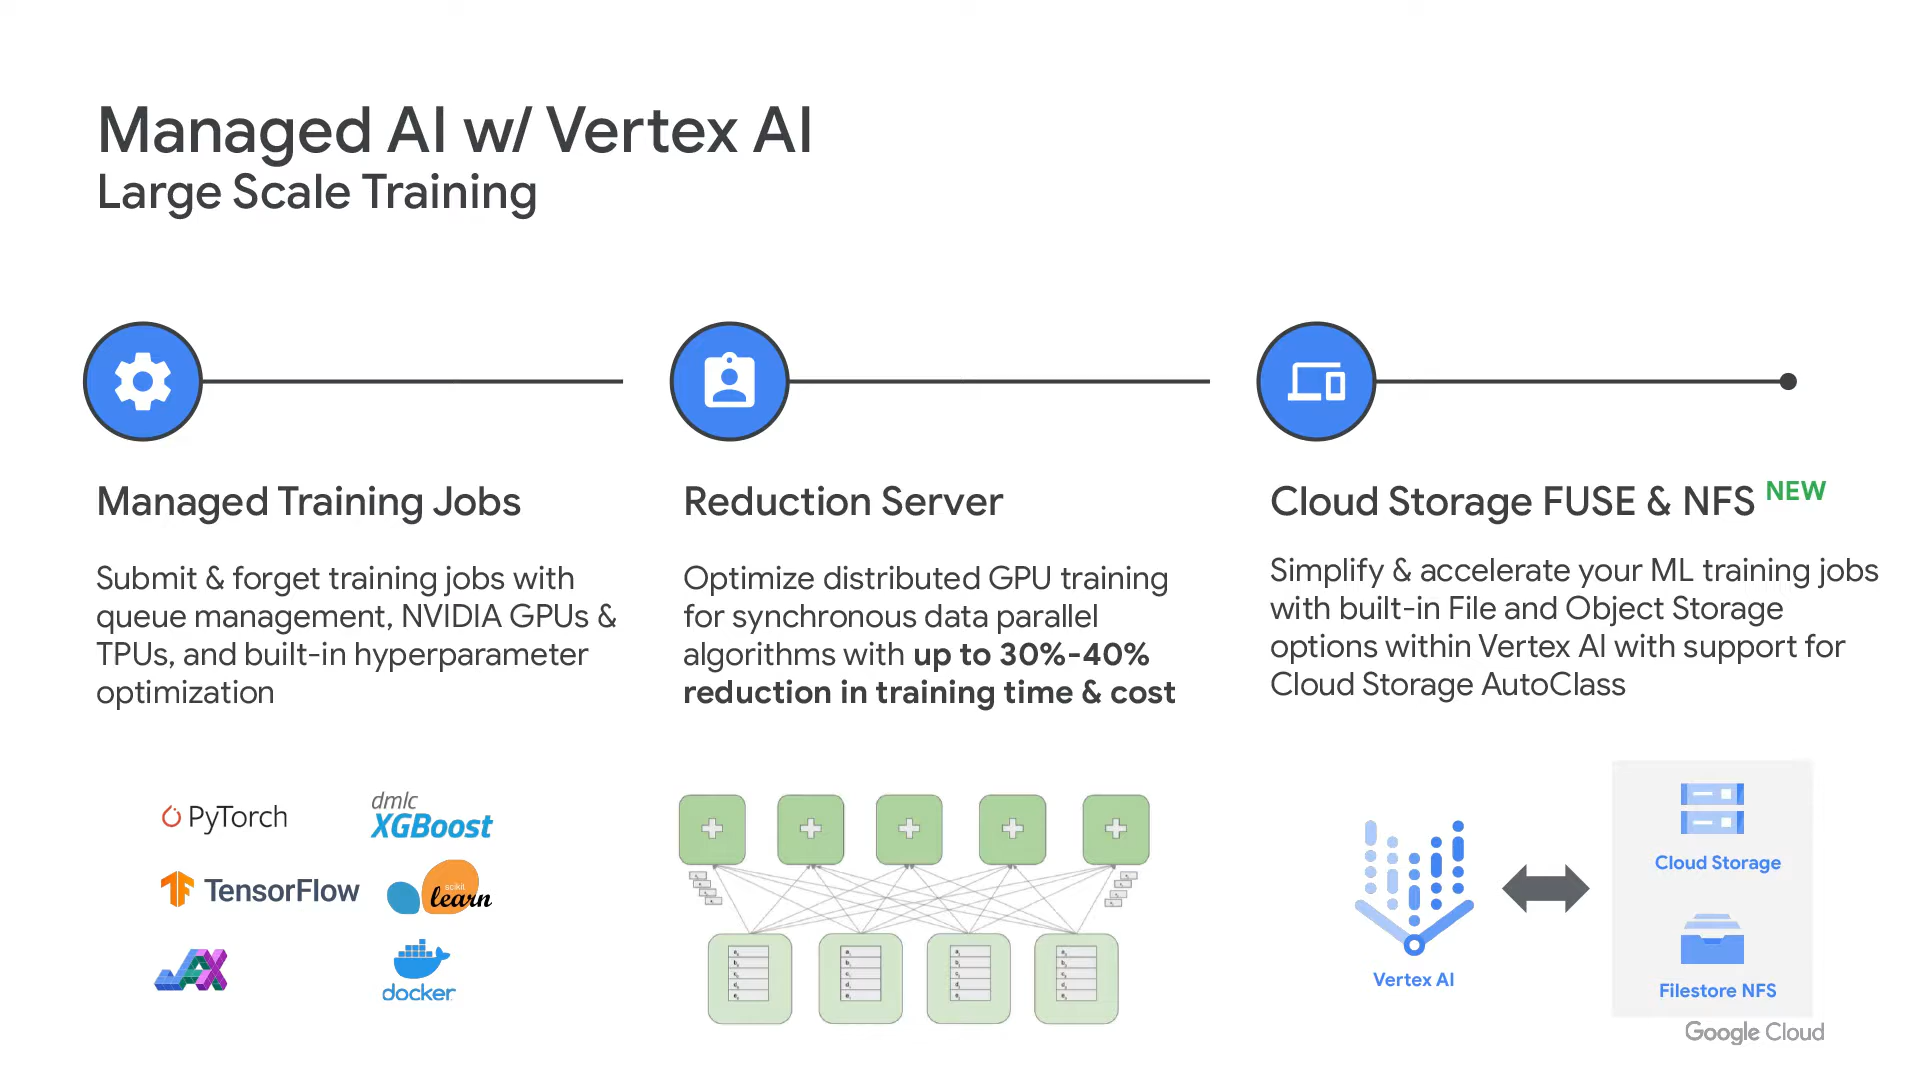 Managed AI w/ Vertex AI
Large Scale Training
Managed Training Jobs
Submit & forget training jobs with
queue management, NVIDIA GPUs &
TPUs, and built-in hyperparameter
optimization
PyTorch
dmlc
XGBoost
TensorFlow
scikit
learn
JAX
docker
Reduction Server
Optimize distributed GPU training
for synchronous data parallel
algorithms with up to 30%-40%
reduction in training time & cost
Cloud Storage FUSE & NFS NEW
Simplify & accelerate your ML training jobs
with built-in File and Object Storage
options within Vertex AI with support for
Cloud Storage AutoClass
Vertex AI
Cloud Storage
Filestore NFS
Google Cloud